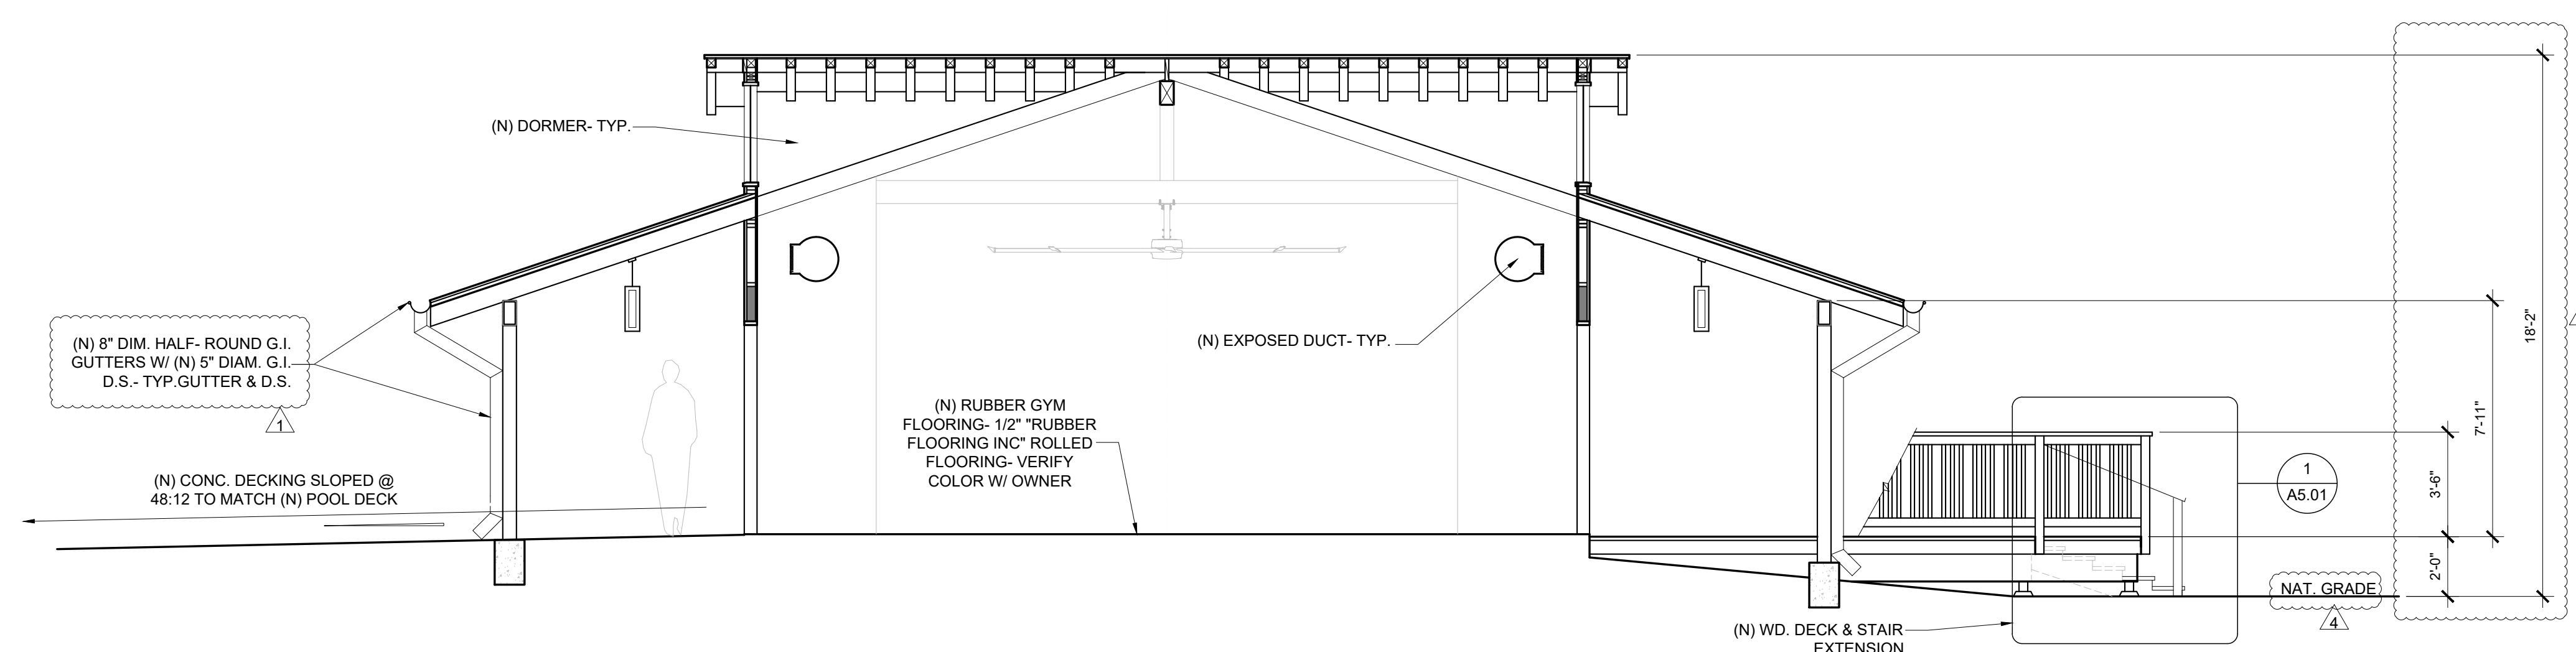 (N) DORMER- TYP.
(N) 8" DIM. HALF- ROUND G.I.
GUTTERS W/ (N) 5" DIAM. G.I.
D.S.- TYP.GUTTER & D.S.
1
(N) CONC. DECKING SLOPED @
48:12 TO MATCH (N) POOL DECK
(N) EXPOSED DUCT- TYP.
(N) RUBBER GYM
FLOORING- 1/2" "RUBBER
FLOORING INC" ROLLED
FLOORING- VERIFY
COLOR W/ OWNER
1
A5.01
(N) WD. DECK & STAIR
EXTENSION
NAT. GRADE
4
2'-0"
3'-6"
7'-11"
18'-2"